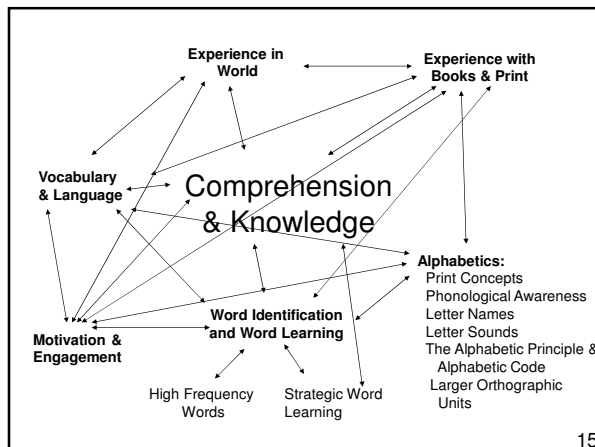 Experience in
World
Experience with
Books & Print
Vocabulary
& Language
Comprehension
& Knowledge
Alphabetics:
Print Concepts
Phonological Awareness
Letter Names
Letter Sounds
The Alphabetic Principle &
Alphabetic Code
Larger Orthographic
Units
Motivation &
Engagement
Word Identification
and Word Learning
High Frequency
Words
Strategic Word
Learning
15